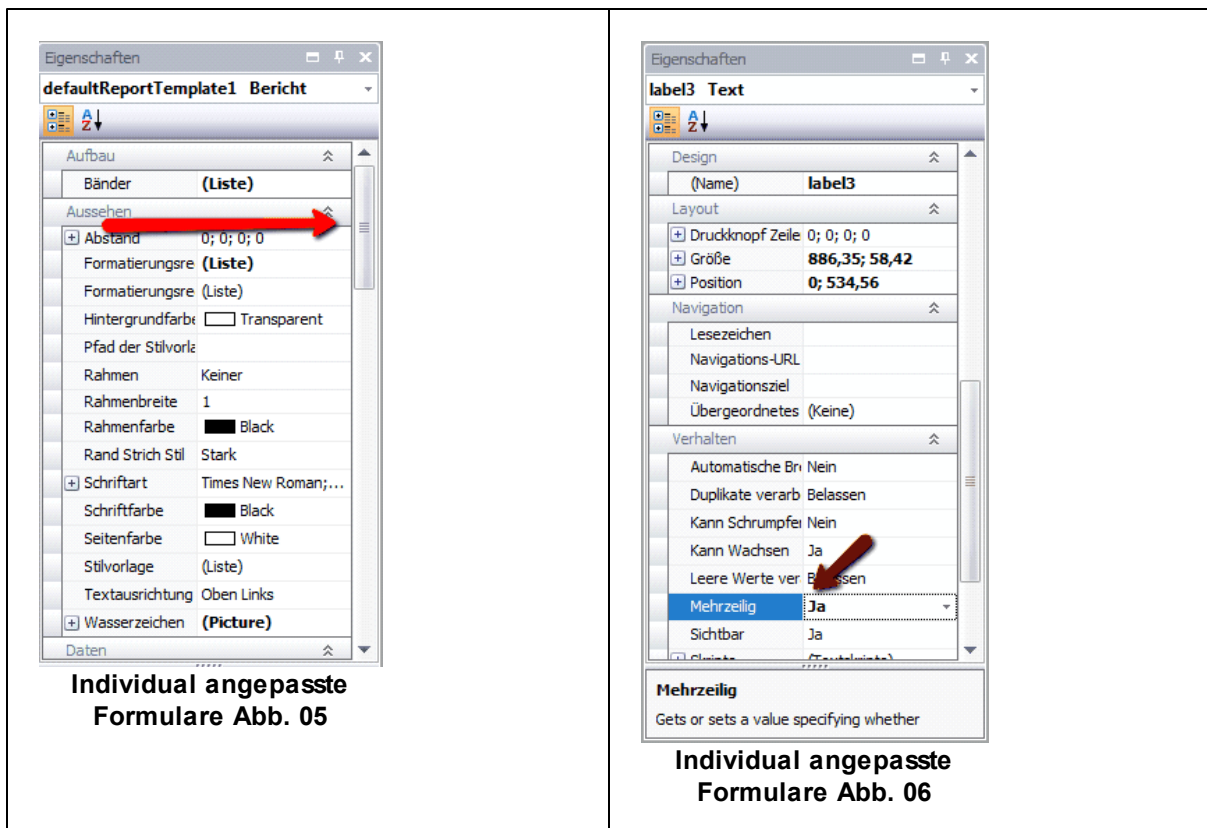 Eigenschaften
defaultReportTemplate1 Bericht
Aufbau
Bänder (Liste)
Aussehen
Abstand 0; 0; 0; 0
Formatierungsre (Liste)
Formatierungsre (Liste)
Hintergrundfarbe Transparent
Pfad der Stilvorla
Rahmen Keiner
Rahmenbreite 1
Rahmenfarbe Black
Rand Strich Stil Stark
Schriftart Times New Roman;...
Schriftfarbe Black
Seitenfarbe White
Stilvorlage (Liste)
Textausrichtung Oben Links
Wasserzeichen (Picture)
Daten
Individual angepasste
Formulare Abb. 05
Eigenschaften
label3 Text
Design
(Name) label3
Layout
Druckknopf Zeile 0; 0; 0; 0
Größe 886,35; 58,42
Position 0; 534,56
Navigation
Lesezeichen
Navigations-URL
Navigationsziel
Übergeordnetes (Keine)
Verhalten
Automatische Bre Nein
Duplikate verarb Belassen
Kann Schrumpfen Nein
Kann Wachsen Ja
Leere Werte ver Belassen
Mehrzeilig Ja
Sichtbar Ja
Skripte (Textskripte)
Mehrzeilig
Gets or sets a value specifying whether
Individual angepasste
Formulare Abb. 06